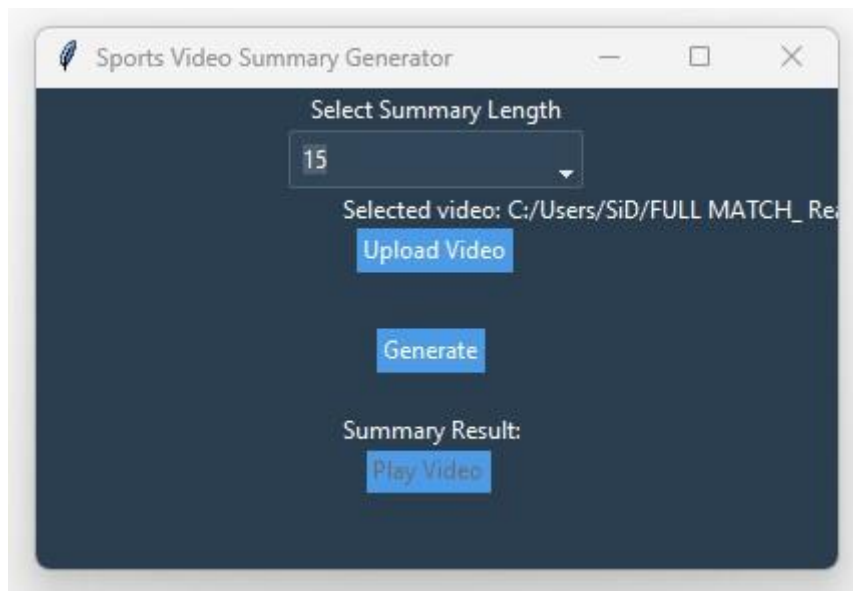 Sports Video Summary Generator
Select Summary Length
15
Selected video: C:/Users/SiD/FULL MATCH_ Rea
Upload Video
Generate
Summary Result:
Play Video